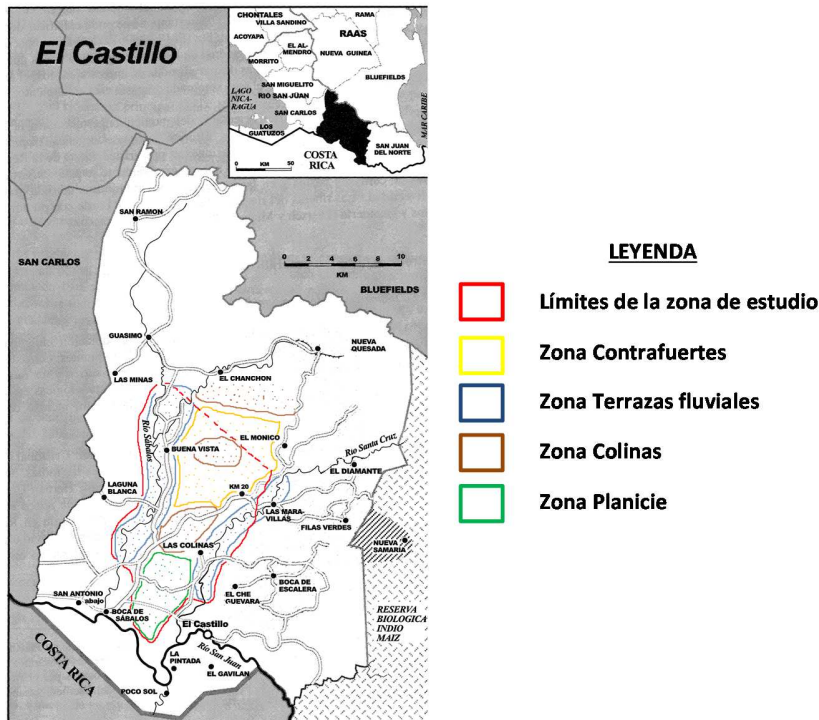 El Castillo
CHONTALES
VILLA SANDINO
RAMA
ACOYAPA
RAAS
EL AL-
MENDRO
NUEVA GUINEA
MORRITO
BLUEFIELDS
SAN MIGUELITO
LAGO
NICA-
RAGUA
RIO SAN JÜAN
SAN CARLOS
LOS
GUATUZOS
MAR CARIBE
SAN JUAN
DEL NORTE
COSTA
RICA
0 KM 50
SAN RAMON
SAN CARLOS
0 2 4 6 8 10
KM
BLUEFIELDS
GUASIMO
NUEVA
QUESADA
LAS MINAS
EL CHANCHON
Río Sábalos
BUENA VISTA
EL MONICO
Rio Santa Cruz
EL DIAMANTE
LAGUNA
BLANCA
KM 20
LAS MARA-
VILLAS
FILAS VERDES
LAS COLINAS
NUEVA
SAMARIA
BOCA DE
ESCALERA
SAN ANTONIO
abajo
EL CHE
GUEVARA
BOCA DE
SÁBALOS
El Castillo
RESERVA
BIOLOGICA
INDIO
MAIZ
COSTA RICA
LA
PINTADA
Río San Juan
EL GAVILAN
POCO SOL
LEYENDA
Límites de la zona de estudio
Zona Contrafuertes
Zona Terrazas fluviales
Zona Colinas
Zona Planicie